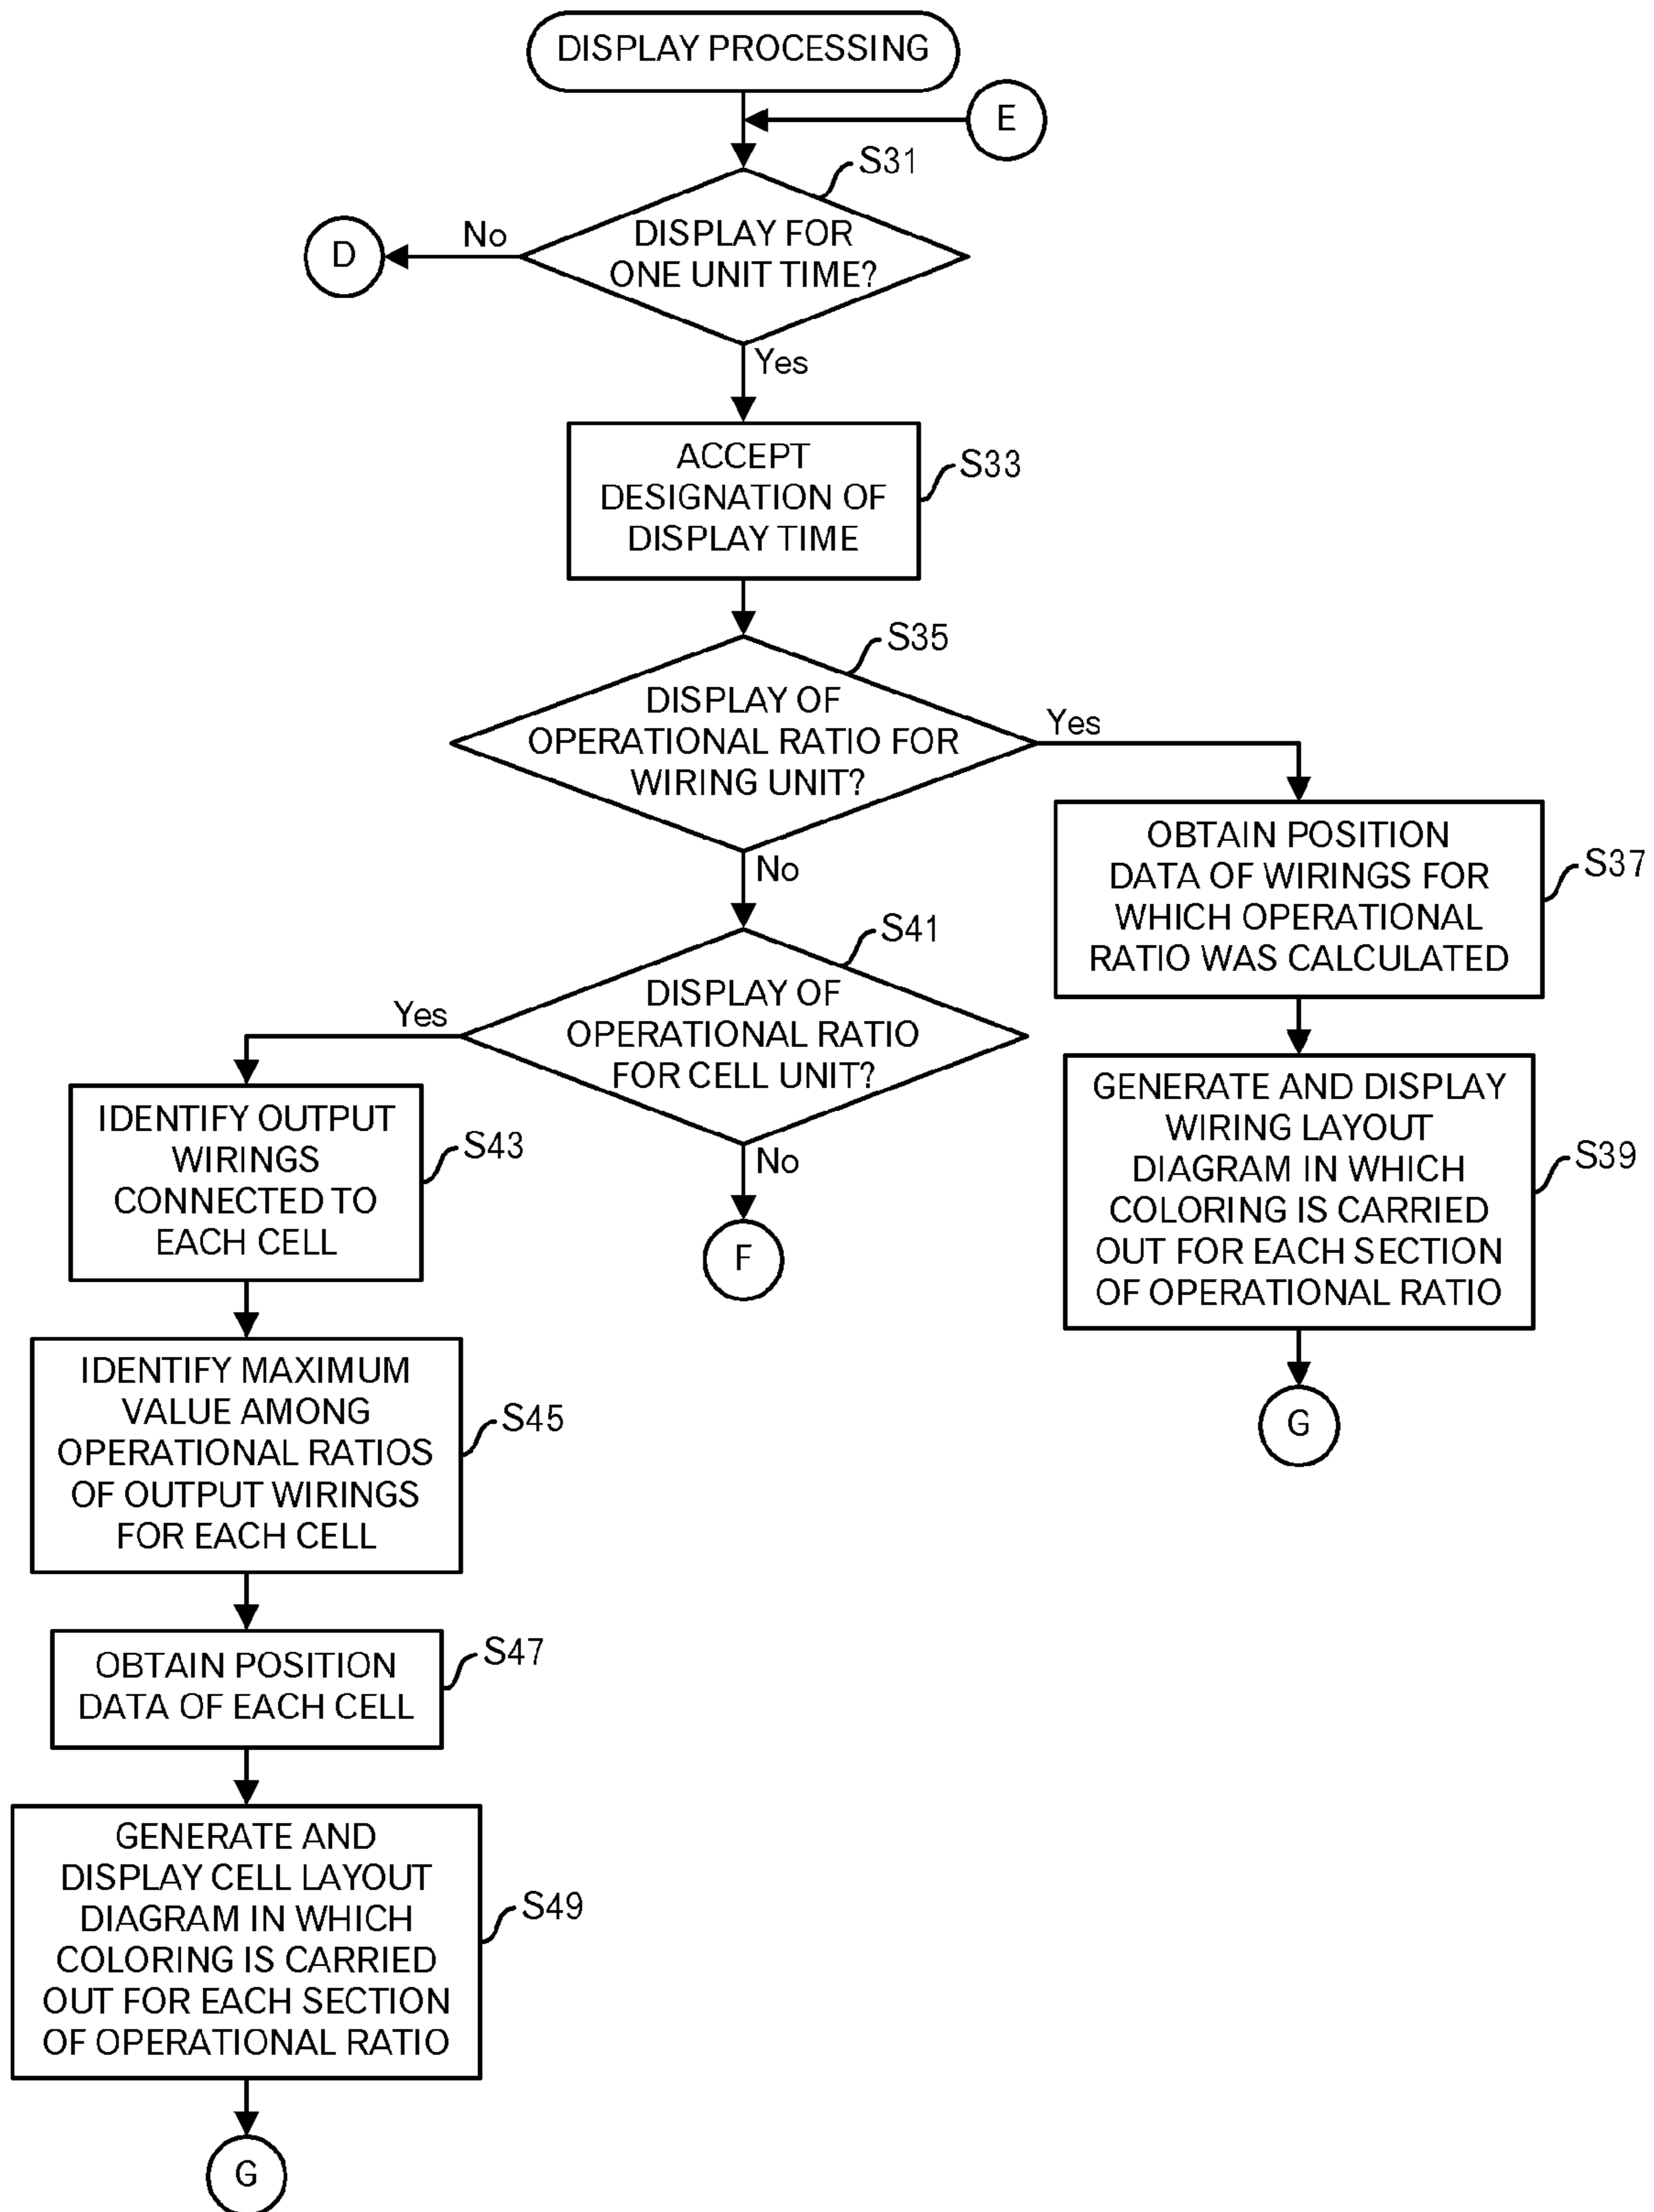 DISPLAY PROCESSING
E
S31
DISPLAY FOR
ONE UNIT TIME?
No
D
Yes
ACCEPT
DESIGNATION OF
DISPLAY TIME
S33
S35
DISPLAY OF
OPERATIONAL RATIO FOR
WIRING UNIT?
Yes
No
OBTAIN POSITION
DATA OF WIRINGS FOR
WHICH OPERATIONAL
RATIO WAS CALCULATED
S37
GENERATE AND DISPLAY
WIRING LAYOUT
DIAGRAM IN WHICH
COLORING IS CARRIED
OUT FOR EACH SECTION
OF OPERATIONAL RATIO
S39
G
S41
DISPLAY OF
OPERATIONAL RATIO
FOR CELL UNIT?
Yes
No
F
IDENTIFY OUTPUT
WIRINGS
CONNECTED TO
EACH CELL
S43
IDENTIFY MAXIMUM
VALUE AMONG
OPERATIONAL RATIOS
OF OUTPUT WIRINGS
FOR EACH CELL
S45
OBTAIN POSITION
DATA OF EACH CELL
S47
GENERATE AND
DISPLAY CELL LAYOUT
DIAGRAM IN WHICH
COLORING IS CARRIED
OUT FOR EACH SECTION
OF OPERATIONAL RATIO
S49
G